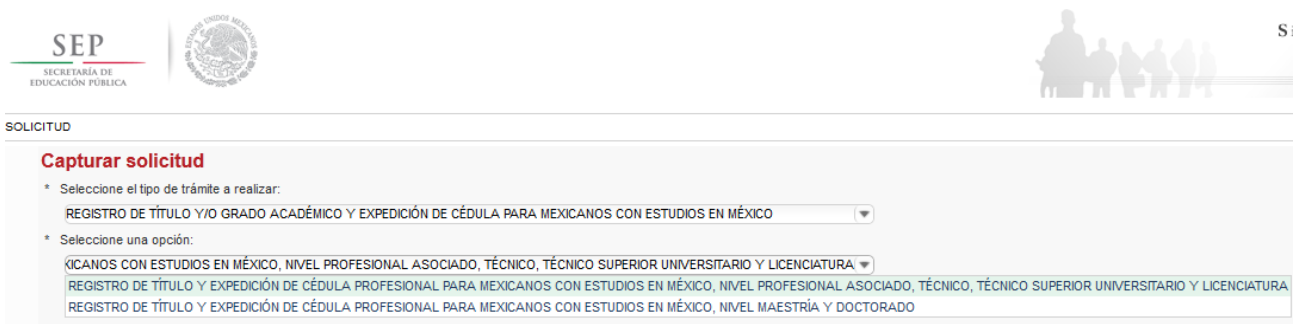 ESTADOS UNIDOS MEXICANOS
SEP
SECRETARÍA DE
EDUCACIÓN PÚBLICA
SOLICITUD
Capturar solicitud
* Seleccione el tipo de trámite a realizar:
REGISTRO DE TÍTULO Y/O GRADO ACADÉMICO Y EXPEDICIÓN DE CÉDULA PARA MEXICANOS CON ESTUDIOS EN MÉXICO
* Seleccione una opción:
XICANOS CON ESTUDIOS EN MÉXICO, NIVEL PROFESIONAL ASOCIADO, TÉCNICO, TÉCNICO SUPERIOR UNIVERSITARIO Y LICENCIATURA
REGISTRO DE TÍTULO Y EXPEDICIÓN DE CÉDULA PROFESIONAL PARA MEXICANOS CON ESTUDIOS EN MÉXICO, NIVEL PROFESIONAL ASOCIADO, TÉCNICO, TÉCNICO SUPERIOR UNIVERSITARIO Y LICENCIATURA
REGISTRO DE TÍTULO Y EXPEDICIÓN DE CÉDULA PROFESIONAL PARA MEXICANOS CON ESTUDIOS EN MÉXICO, NIVEL MAESTRÍA Y DOCTORADO